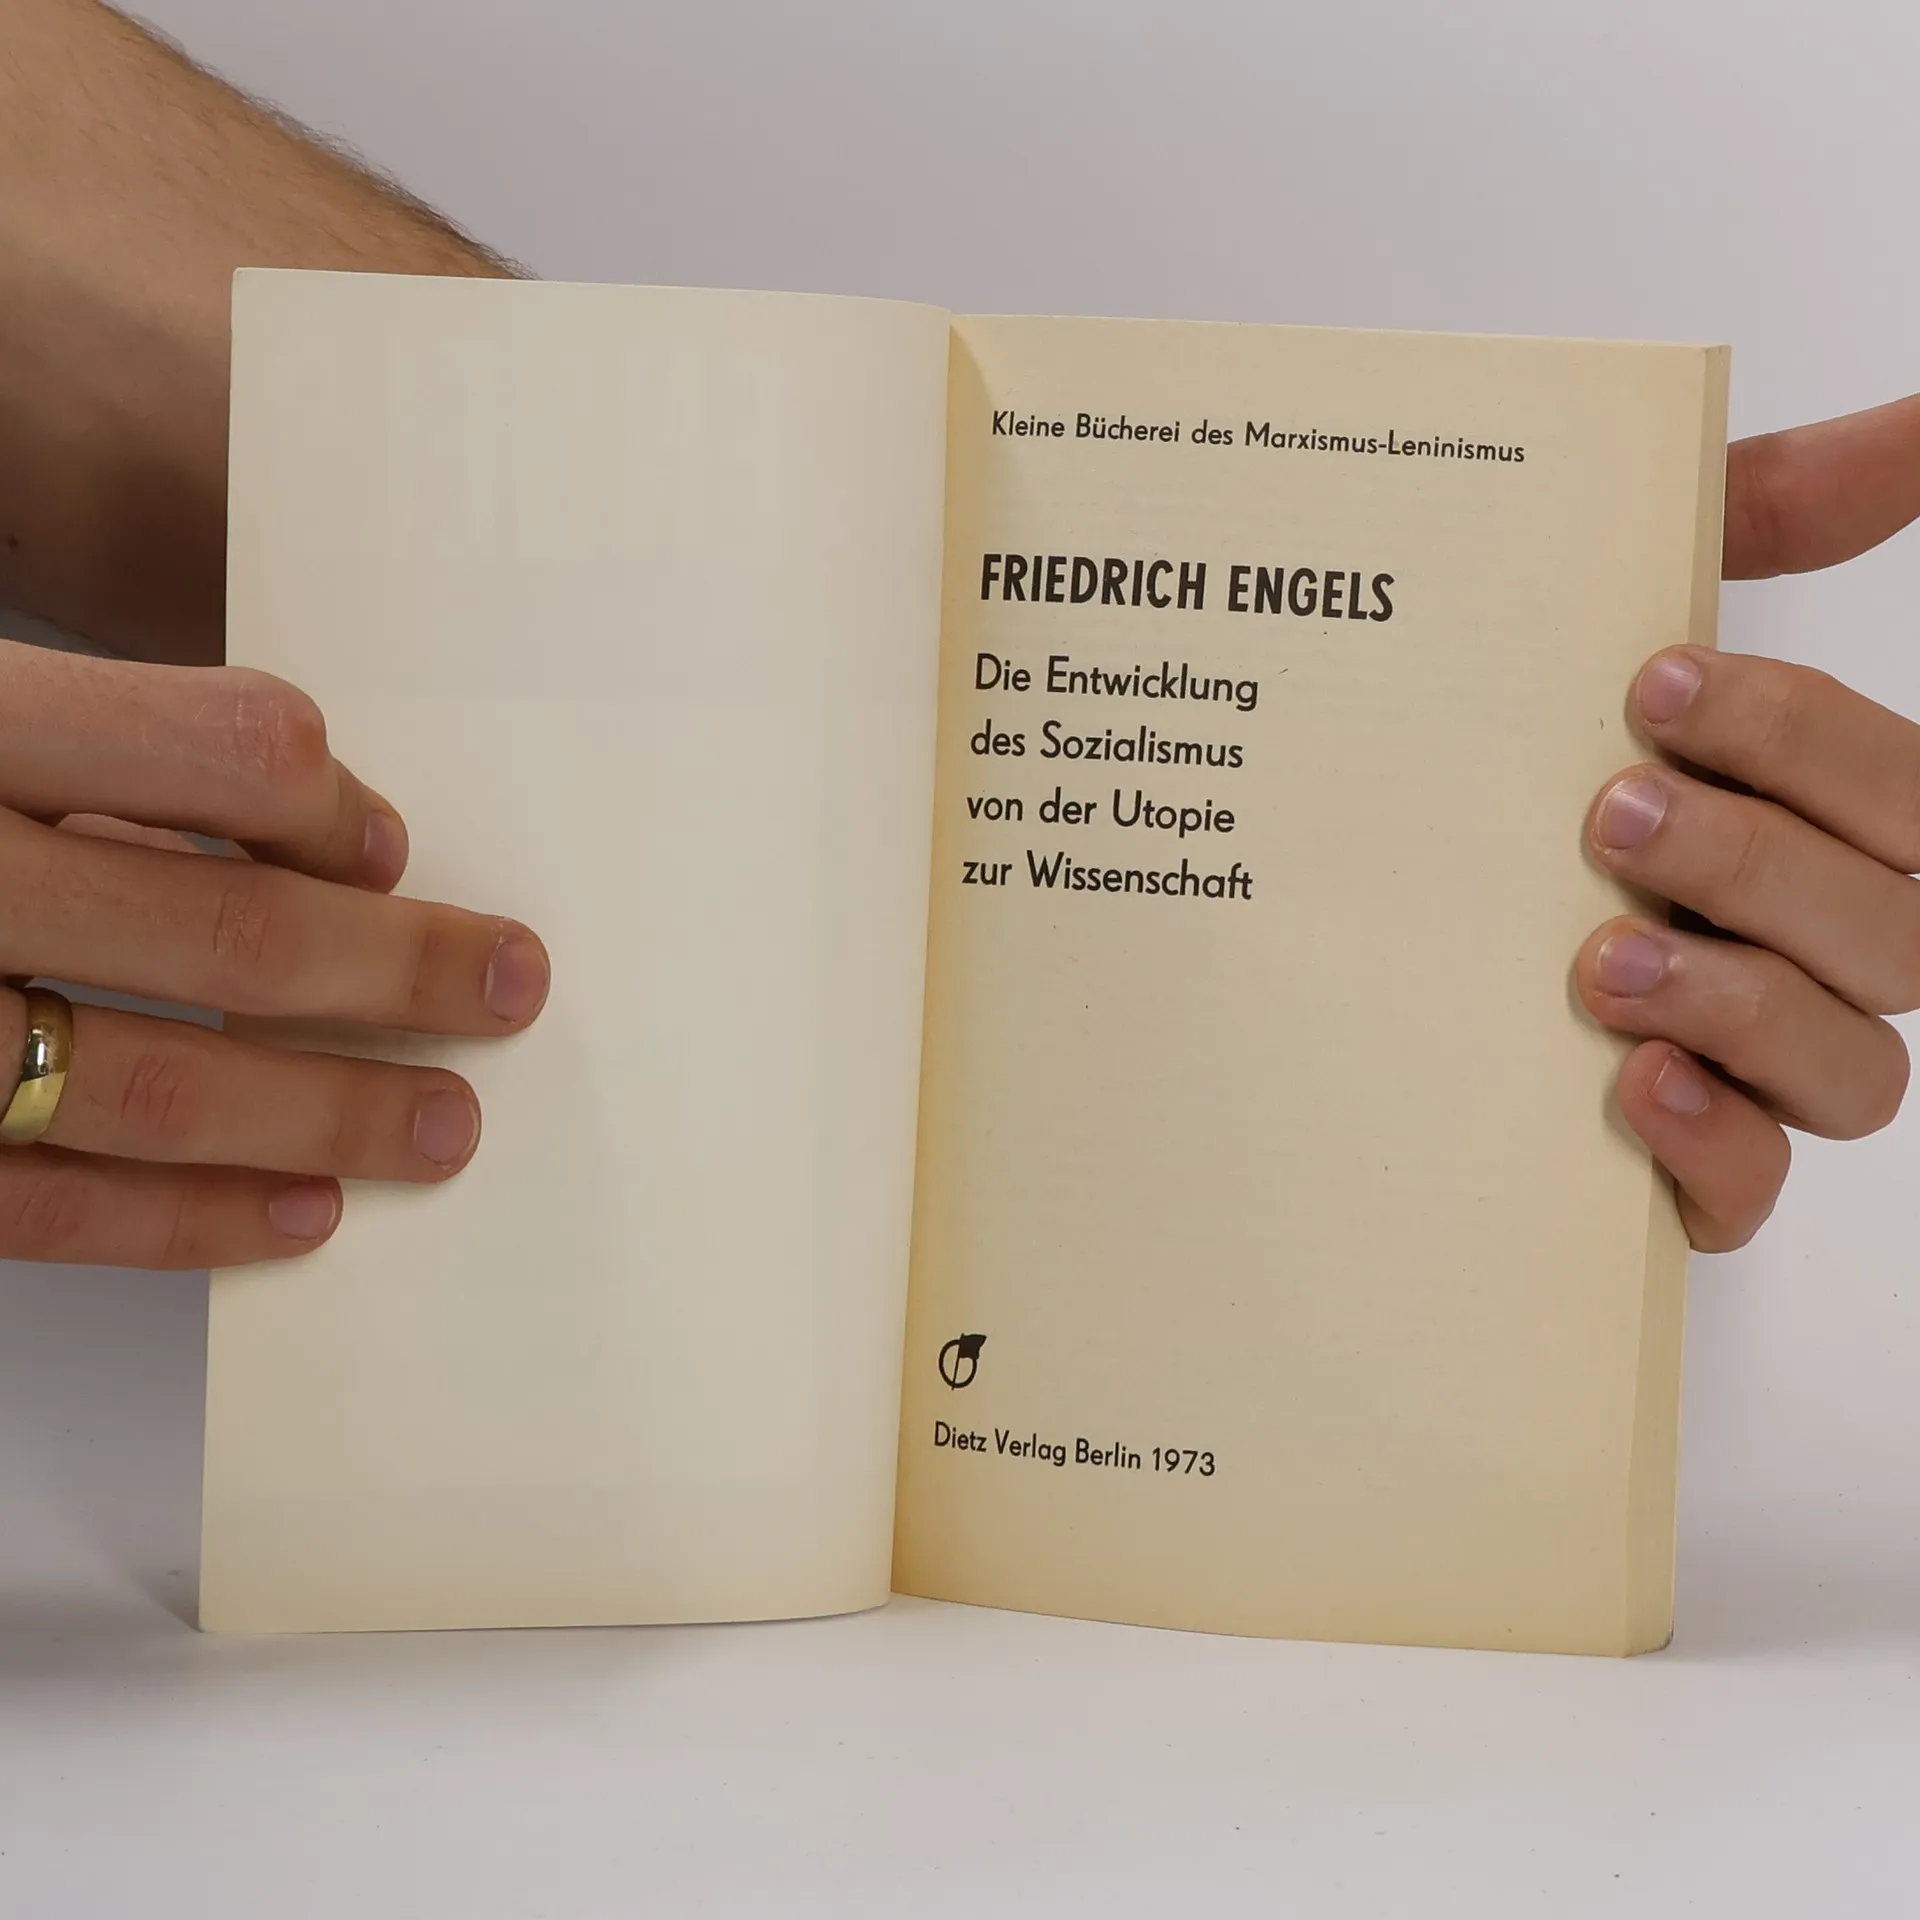 Kleine Bücherei des Marxismus-Leninismus
FRIEDRICH ENGELS
Die Entwicklung
des Sozialismus
von der Utopie
zur Wissenschaft
Dietz Verlag Berlin 1973